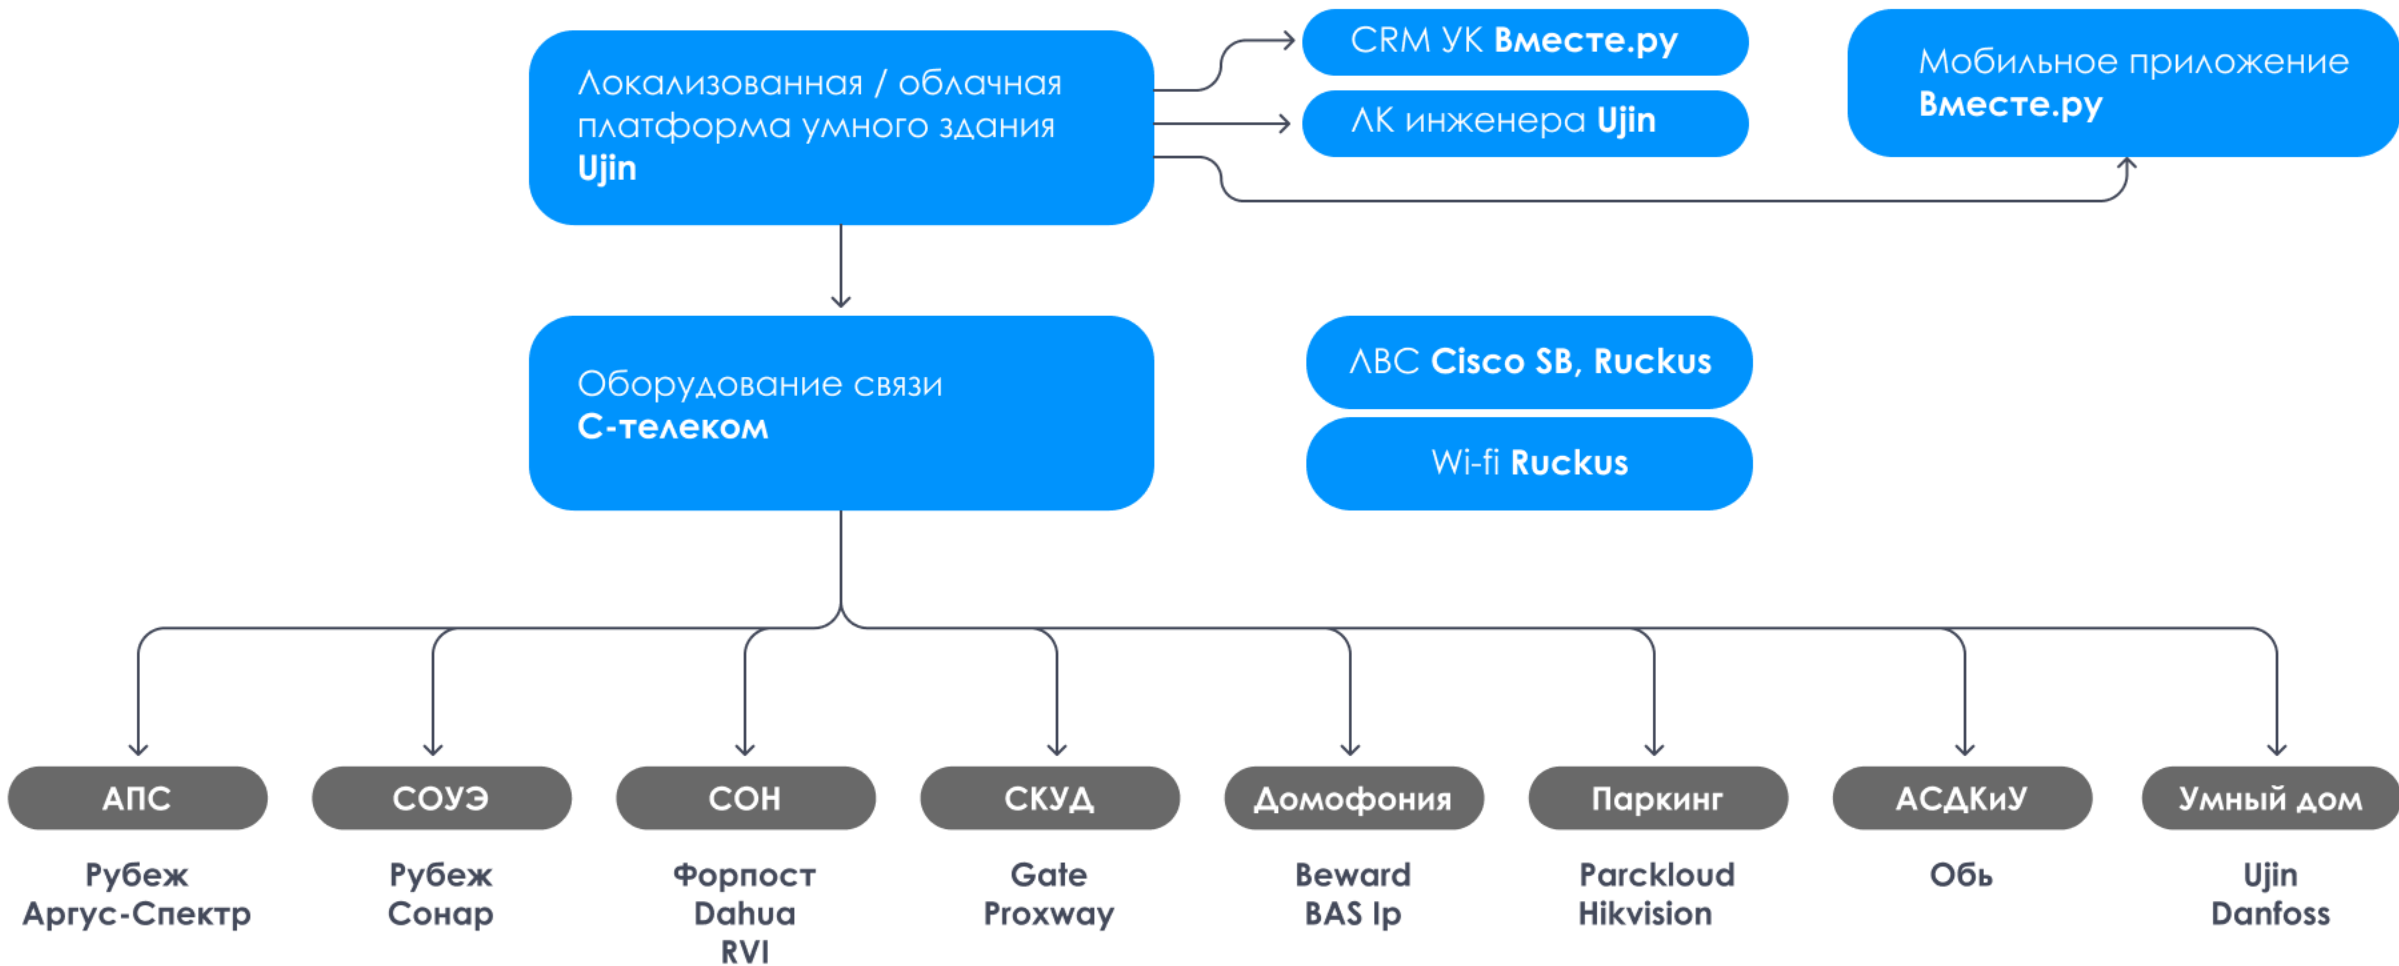 Локализованная / облачная
платформа умного здания
Ujin
CRM УК Вместе.ру
ЛК инженера Ujin
Мобильное приложение
Вместе.ру
Оборудование связи
С-телеком
ЛВС Cisco SB, Ruckus
Wi-fi Ruckus
АПС
Рубеж
Аргус-Спектр
СОУЭ
Рубеж
Сонар
СОН
Форпост
Dahua
RVI
СКУД
Gate
Proxway
Домофония
Beward
BAS Ip
Паркинг
Parckloud
Hikvision
АСДКиУ
Обь
Умный дом
Ujin
Danfoss